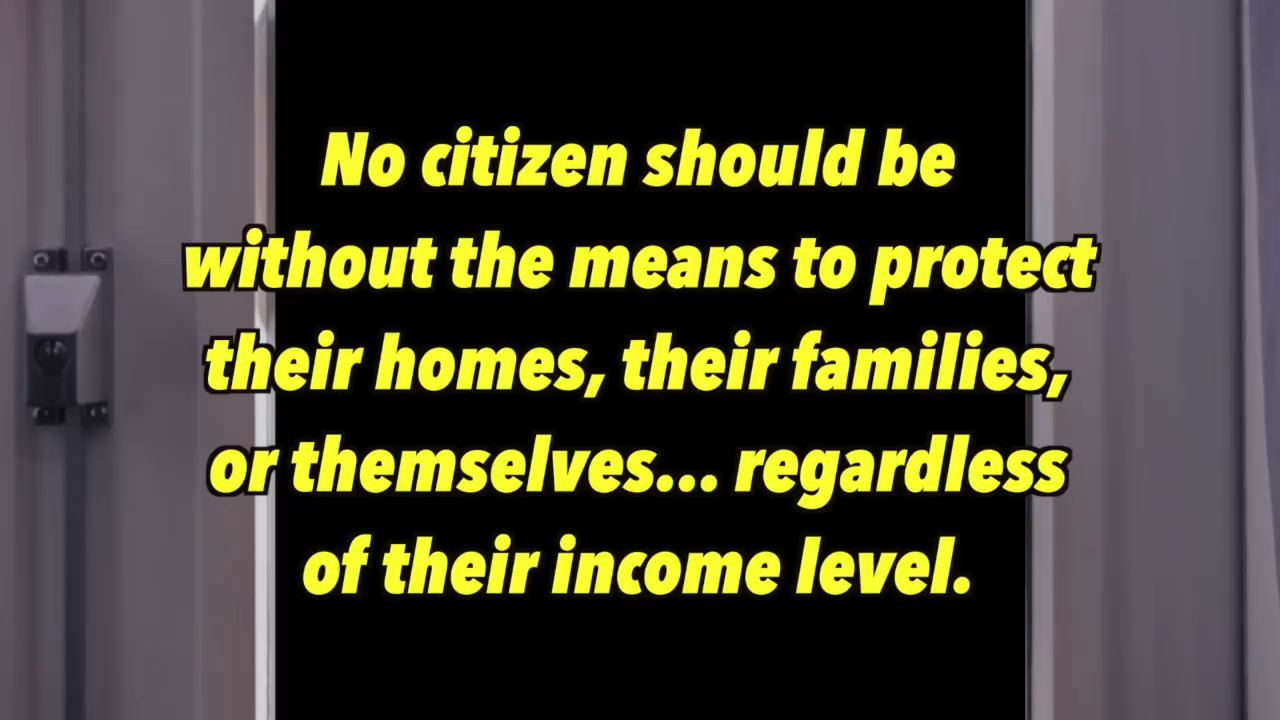 No citizen should be
without the means to protect
their homes, their families,
or themselves... regardless
of their income level.